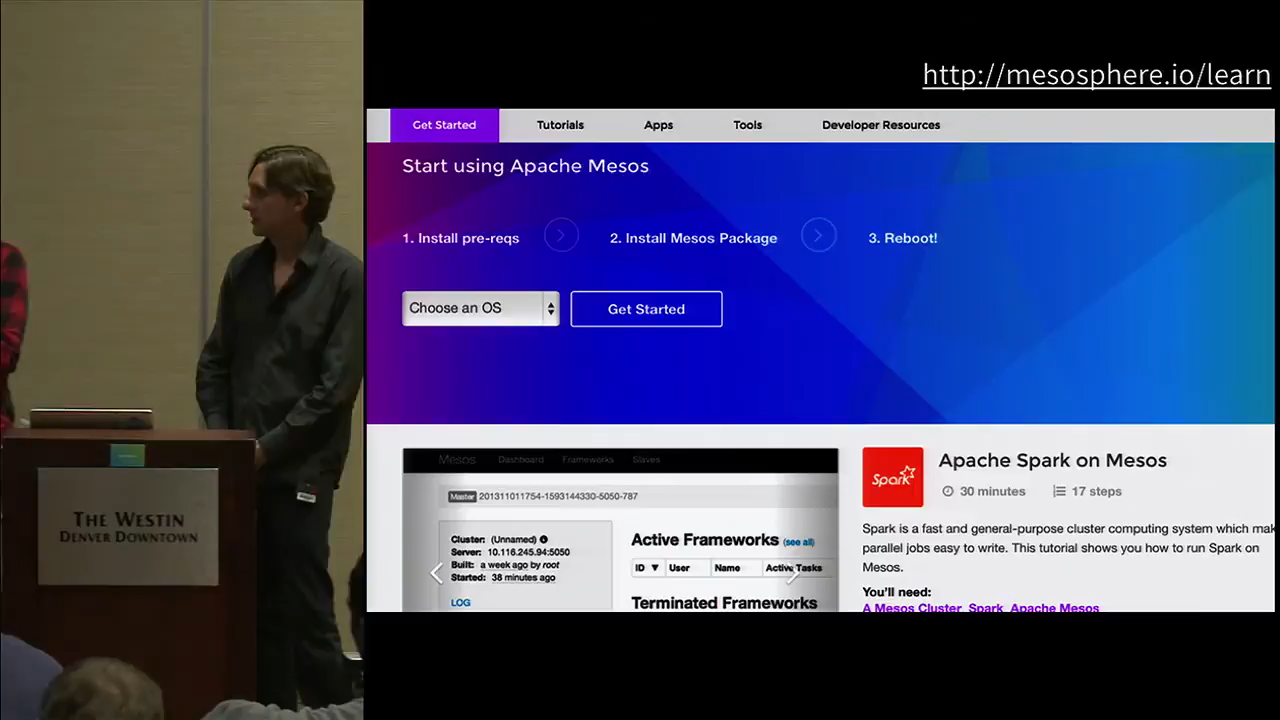 http://mesosphere.io/learn
Get Started Tutorials Apps Tools Developer Resources
Start using Apache Mesos
1. Install pre-reqs 2. Install Mesos Package 3. Reboot!
Choose an OS Get Started
Mesos Dashboard Frameworks Slaves
Master 201311011754-1593144330-5050-787
Cluster: (Unnamed)
Server: 10.116.245.94:5050
Built: a week ago by root
Started: 38 minutes ago
LOG
Active Frameworks (see all)
ID ▼ User Name Active Tasks
Terminated Frameworks
Spark
Apache Spark on Mesos
30 minutes 17 steps
Spark is a fast and general-purpose cluster computing system which mak
parallel jobs easy to write. This tutorial shows you how to run Spark on
Mesos.
You'll need:
A Mesos Cluster Spark Apache Mesos
THE WESTIN
DENVER DOWNTOWN